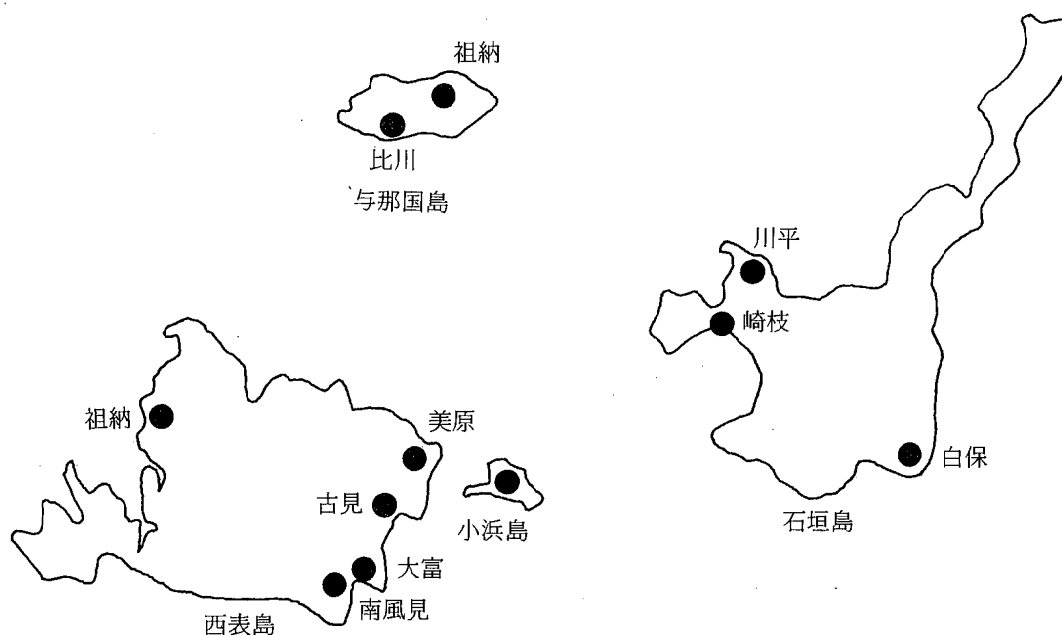 祖納
比川
与那国島
川平
崎枝
白保
石垣島
祖納
美原
古見
小浜島
大富
南風見
西表島